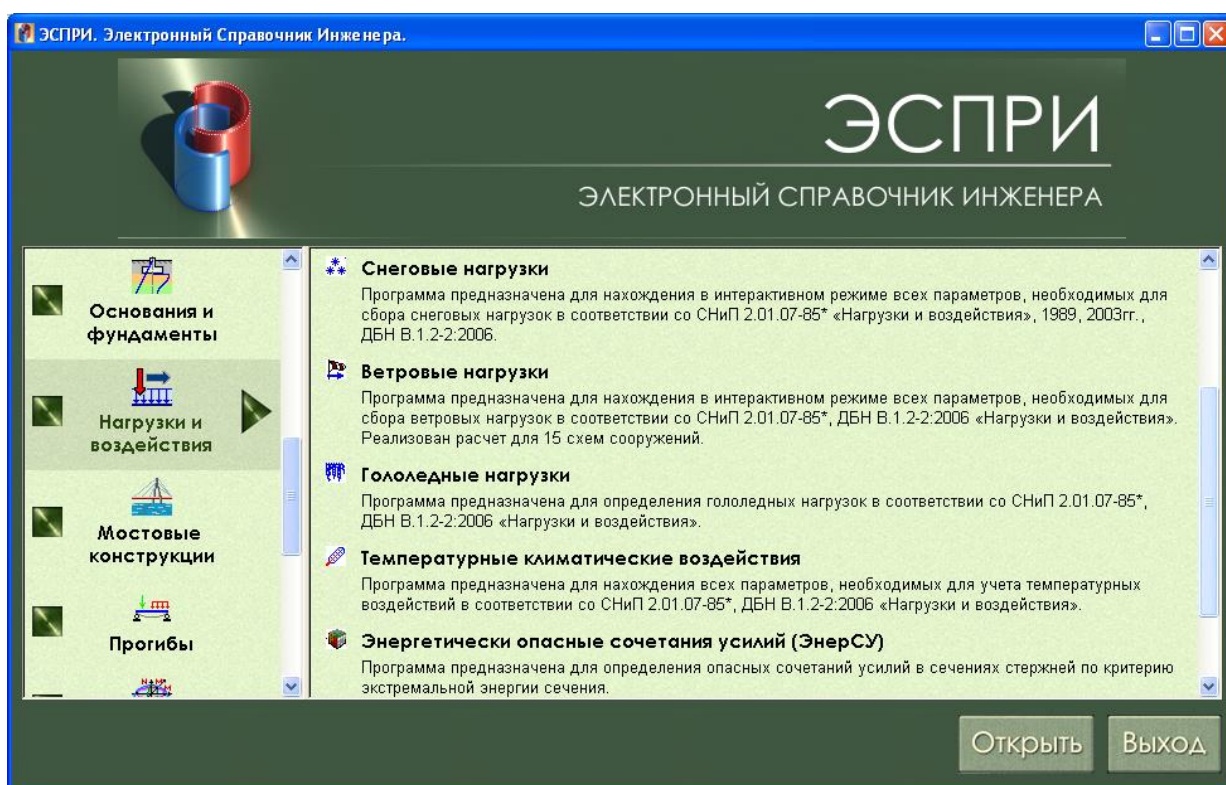 ЭСПРИ. Электронный Справочник Инженера.
ЭСПРИ
ЭЛЕКТРОННЫЙ СПРАВОЧНИК ИНЖЕНЕРА
Основания и
фундаменты
Нагрузки и
воздействия
Мостовые
конструкции
Прогибы
Снеговые нагрузки
Программа предназначена для нахождения в интерактивном режиме всех параметров, необходимых для
сбора снеговых нагрузок в соответствии со СНиП 2.01.07-85* «Нагрузки и воздействия», 1989, 2003гг.,
ДБН В.1.2-2:2006.
Ветровые нагрузки
Программа предназначена для нахождения в интерактивном режиме всех параметров, необходимых для
сбора ветровых нагрузок в соответствии со СНиП 2.01.07-85*, ДБН В.1.2-2:2006 «Нагрузки и воздействия».
Реализован расчет для 15 схем сооружений.
Гололедные нагрузки
Программа предназначена для определения гололедных нагрузок в соответствии со СНиП 2.01.07-85*,
ДБН В.1.2-2:2006 «Нагрузки и воздействия».
Температурные климатические воздействия
Программа предназначена для нахождения всех параметров, необходимых для учета температурных
воздействий в соответствии со СНиП 2.01.07-85*, ДБН В.1.2-2:2006 «Нагрузки и воздействия».
Энергетически опасные сочетания усилий (ЭнерСУ)
Программа предназначена для определения опасных сочетаний усилий в сечениях стержней по критерию
экстремальной энергии сечения.
Открыть
Выход